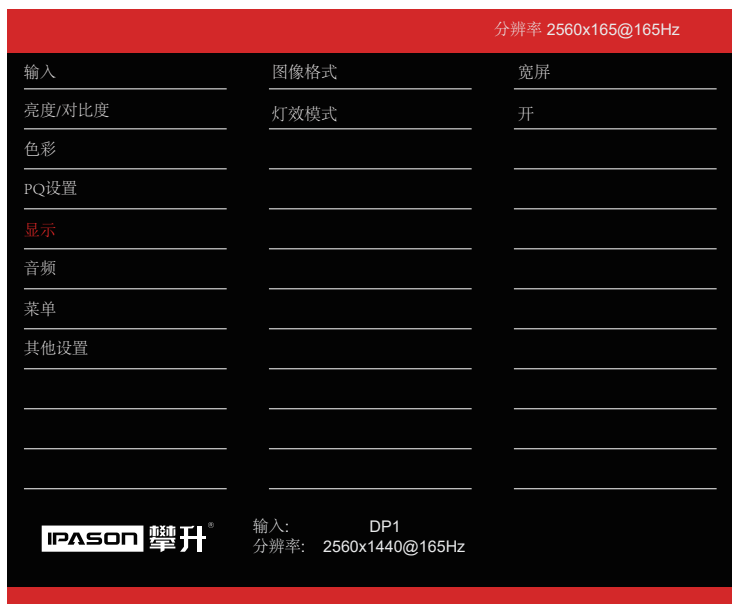 分辨率 2560x165@165Hz
输入 图像格式 宽屏
亮度/对比度 灯效模式 开
色彩
PQ设置
显示
音频
菜单
其他设置
IPASON 攀升®
输入: DP1
分辨率: 2560x1440@165Hz